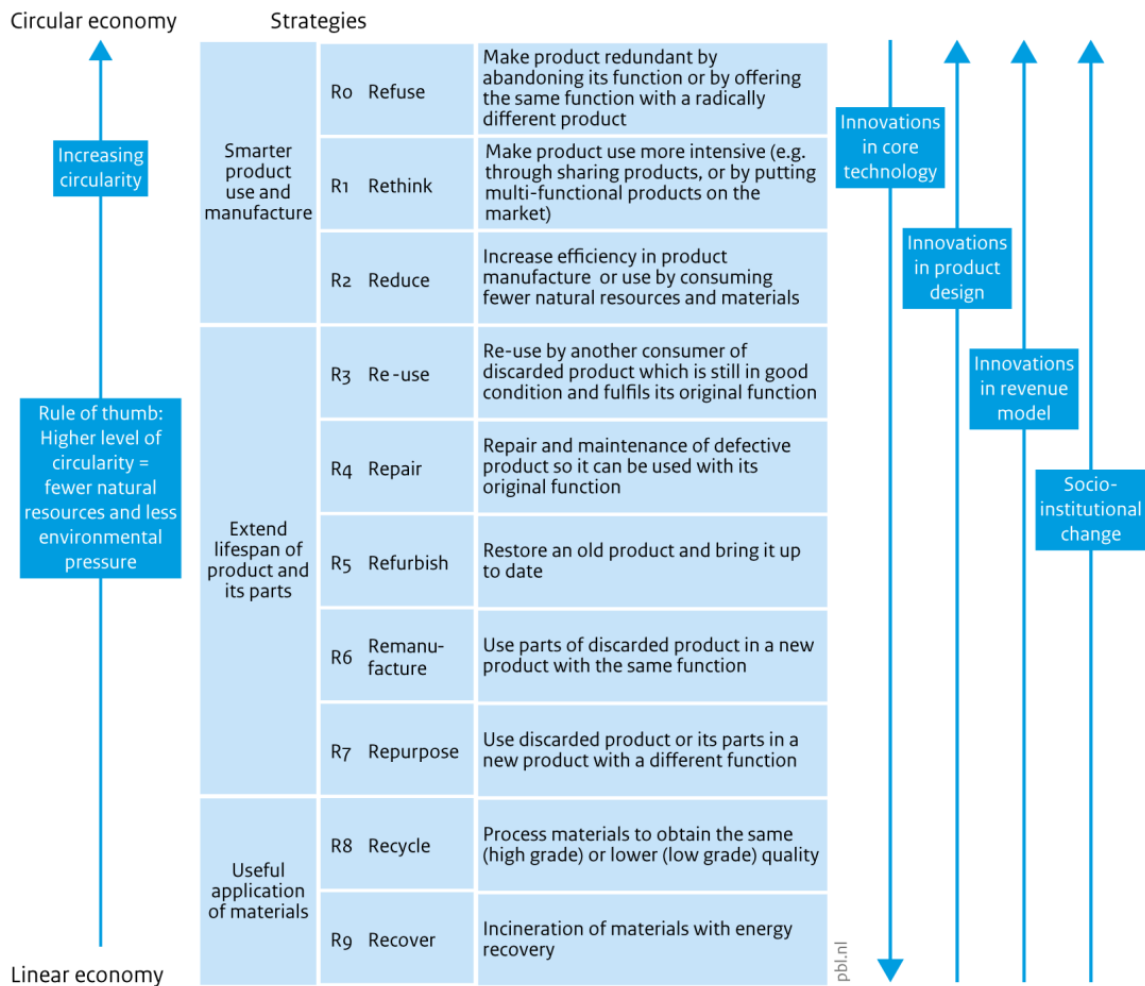 Circular economy
Strategies
Increasing
circularity
Rule of thumb:
Higher level of
circularity =
fewer natural
resources and less
environmental
pressure
Linear economy
Smarter
product
use and
manufacture
R0 Refuse
Make product redundant by
abandoning its function or by offering
the same function with a radically
different product
R1 Rethink
Make product use more intensive (e.g.
through sharing products, or by putting
multi-functional products on the
market)
R2 Reduce
Increase efficiency in product
manufacture or use by consuming
fewer natural resources and materials
Extend
lifespan of
product and
its parts
R3 Re-use
Re-use by another consumer of
discarded product which is still in good
condition and fulfils its original function
R4 Repair
Repair and maintenance of defective
product so it can be used with its
original function
R5 Refurbish
Restore an old product and bring it up
to date
R6 Remanu-
facture
Use parts of discarded product in a new
product with the same function
R7 Repurpose
Use discarded product or its parts in a
new product with a different function
Useful
application
of materials
R8 Recycle
Process materials to obtain the same
(high grade) or lower (low grade) quality
R9 Recover
Incineration of materials with energy
recovery
pbl.nl
Innovations
in core
technology
Innovations
in product
design
Innovations
in revenue
model
Socio-
institutional
change